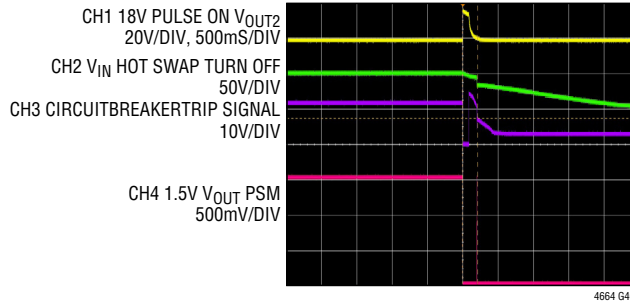 CH1 18V PULSE ON VOUT2
20V/DIV, 500mS/DIV
CH2 VIN HOT SWAP TURN OFF
50V/DIV
CH3 CIRCUITBREAKERTRIP SIGNAL
10V/DIV
CH4 1.5V VOUT PSM
500mV/DIV
4664 G4